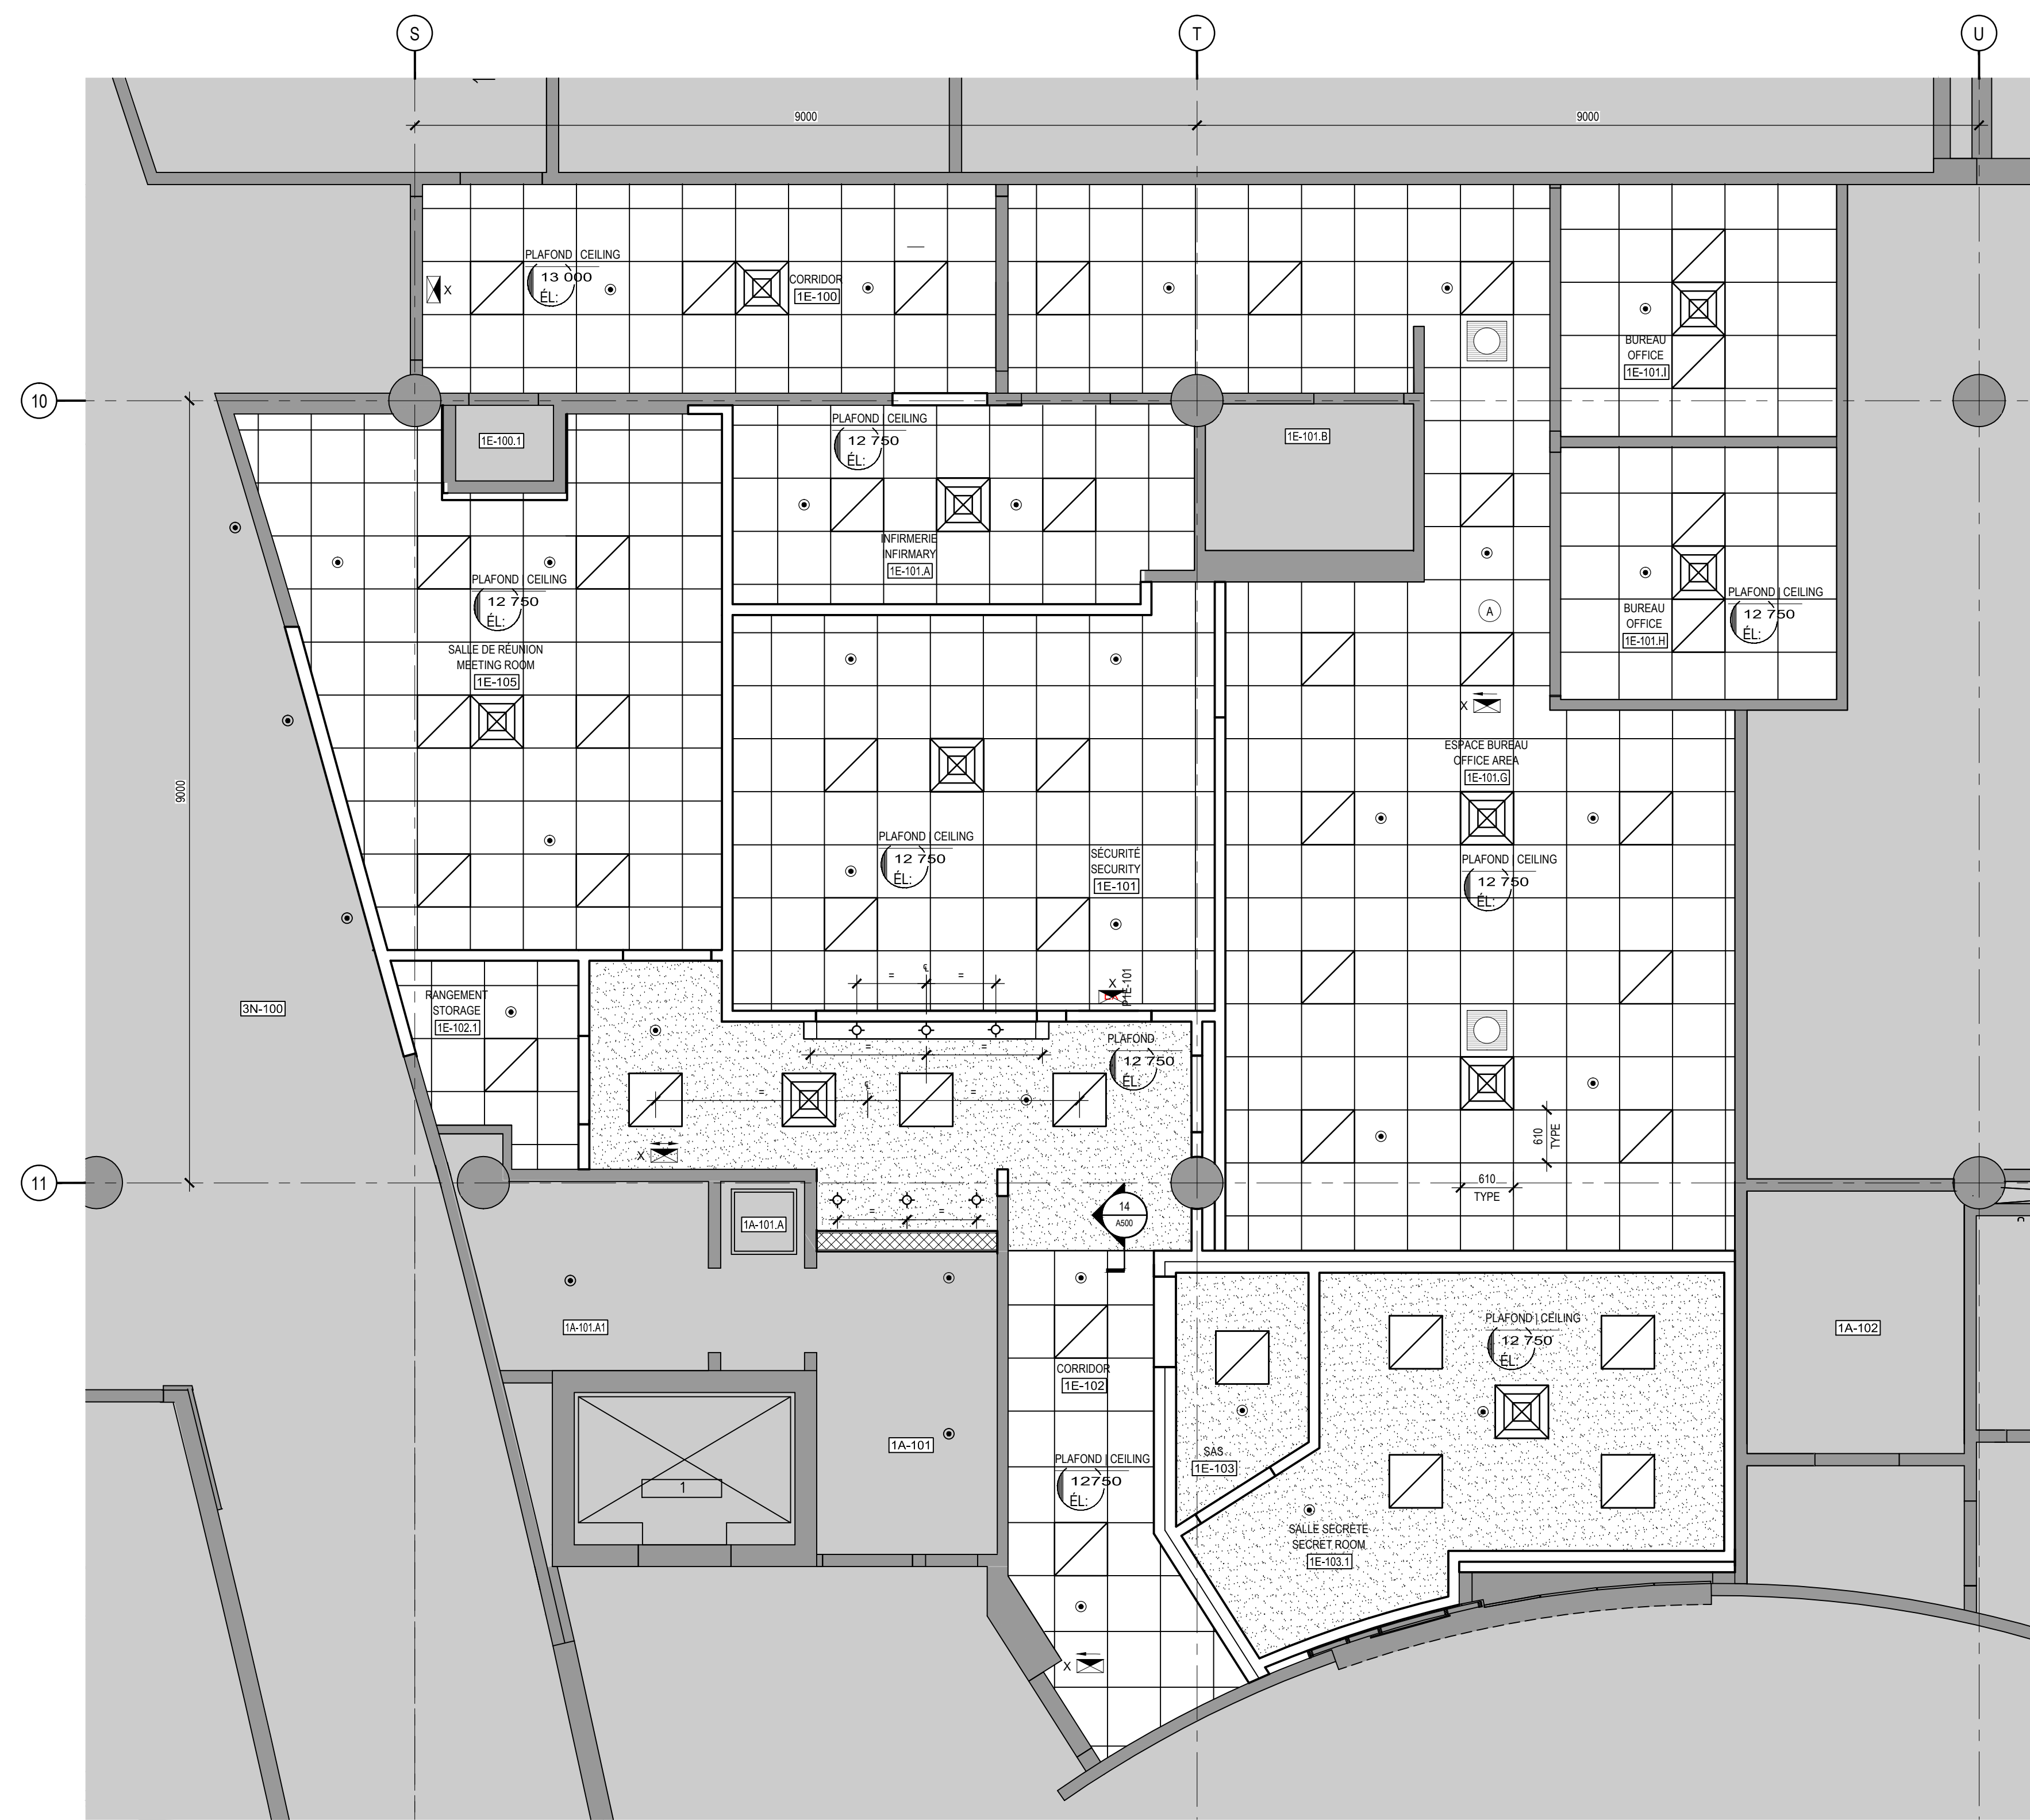 S
T
U
9000
9000
PLAFOND CEILING
13 000
ÉL:
X
CORRIDOR
1E-100
BUREAU
OFFICE
1E-101.I
10
1E-100.1
PLAFOND CEILING
12 750
ÉL:
1E-101.B
INFIRMERIE
INFIRMARY
1E-101.A
PLAFOND CEILING
12 750
ÉL:
A
BUREAU
OFFICE
1E-101.H
PLAFOND CEILING
12 750
ÉL:
SALLE DE RÉUNION
MEETING ROOM
1E-105
X
ESPACE BUREAU
OFFICE AREA
1E-101.G
9000
PLAFOND CEILING
12 750
ÉL:
SÉCURITÉ
SECURITY
1E-101
PLAFOND CEILING
12 750
ÉL:
3N-100
RANGEMENT
STORAGE
1E-102.1
= ℄ =
X
P1E-101
= =
PLAFOND
12 750
ÉL:
= ℄ =
X
610
TYPE
610
TYPE
11
= =
1A-101.A
14
A500
1A-101.A1
CORRIDOR
1E-102
PLAFOND CEILING
12 750
ÉL:
1A-102
1A-101
PLAFOND CEILING
12750
ÉL:
SAS
1E-103
1
SALLE SECRÈTE
SECRET ROOM
1E-103.1
X